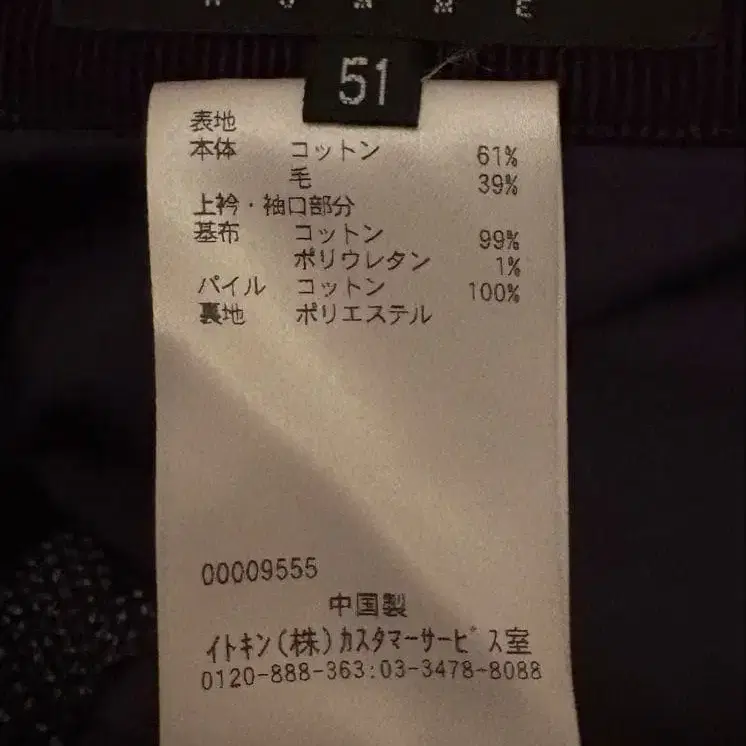 51
表地
本体 コットン 61%
毛 39%
上衿・袖口部分
基布 コットン 99%
ポリウレタン 1%
パイル コットン 100%
裏地 ポリエステル
00009555
中国製
イトキン(株)カスタマーサービス室
0120-888-363:03-3478-8088